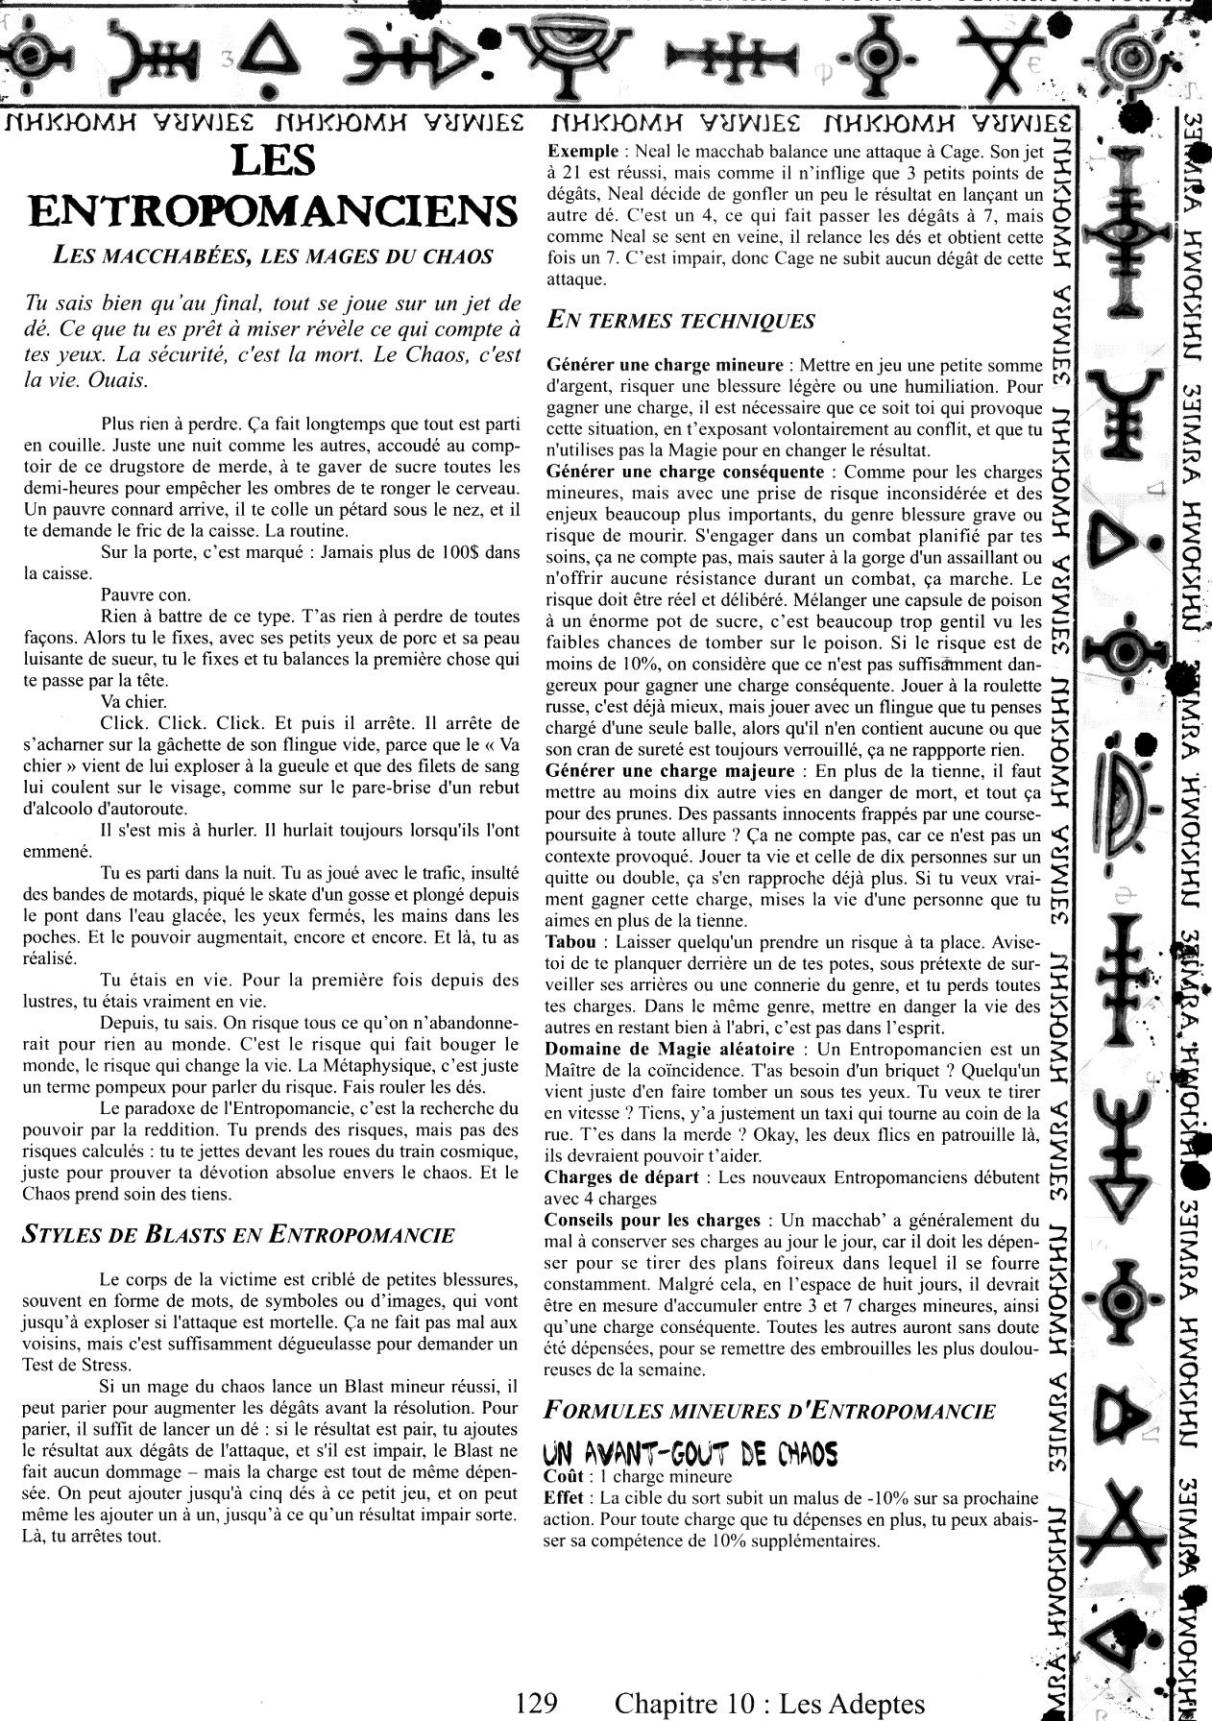 LES
ENTROPOMANCIENS
LES MACCHABÉES, LES MAGES DU CHAOS
Tu sais bien qu'au final, tout se joue sur un jet de
dé. Ce que tu es prêt à miser révèle ce qui compte à
tes yeux. La sécurité, c'est la mort. Le Chaos, c'est
la vie. Ouais.
Plus rien à perdre. Ça fait longtemps que tout est parti
en couille. Juste une nuit comme les autres, accoudé au comp-
toir de ce drugstore de merde, à te gaver de sucre toutes les
demi-heures pour empêcher les ombres de te ronger le cerveau.
Un pauvre connard arrive, il te colle un pétard sous le nez, et il
te demande le fric de la caisse. La routine.
Sur la porte, c'est marqué : Jamais plus de 100$ dans
la caisse.
Pauvre con.
Rien à battre de ce type. T'as rien à perdre de toutes
façons. Alors tu le fixes, avec ses petits yeux de porc et sa peau
luisante de sueur, tu le fixes et tu balances la première chose qui
te passe par la tête.
Va chier.
Click. Click. Click. Et puis il arrête. Il arrête de
s'acharner sur la gâchette de son flingue vide, parce que le « Va
chier » vient de lui exploser à la gueule et que des filets de sang
lui coulent sur le visage, comme sur le pare-brise d'un rebut
d'alcoolo d'autoroute.
Il s'est mis à hurler. Il hurlait toujours lorsqu'ils l'ont
emmené.
Tu es parti dans la nuit. Tu as joué avec le trafic, insulté
des bandes de motards, piqué le skate d'un gosse et plongé depuis
le pont dans l'eau glacée, les yeux fermés, les mains dans les
poches. Et le pouvoir augmentait, encore et encore. Et là, tu as
réalisé.
Tu étais en vie. Pour la première fois depuis des
lustres, tu étais vraiment en vie.
Depuis, tu sais. On risque tous ce qu'on n'abandonne-
rait pour rien au monde. C'est le risque qui fait bouger le
monde, le risque qui change la vie. La Métaphysique, c'est juste
un terme pompeux pour parler du risque. Fais rouler les dés.
Le paradoxe de l'Entropomancie, c'est la recherche du
pouvoir par la reddition. Tu prends des risques, mais pas des
risques calculés : tu te jettes devant les roues du train cosmique,
juste pour prouver ta dévotion absolue envers le chaos. Et le
Chaos prend soin des tiens.
STYLES DE BLASTS EN ENTROPOMANCIE
Le corps de la victime est criblé de petites blessures,
souvent en forme de mots, de symboles ou d'images, qui vont
jusqu'à exploser si l'attaque est mortelle. Ça ne fait pas mal aux
voisins, mais c'est suffisamment dégueulasse pour demander un
Test de Stress.
Si un mage du chaos lance un Blast mineur réussi, il
peut parier pour augmenter les dégâts avant la résolution. Pour
parier, il suffit de lancer un dé : si le résultat est pair, tu ajoutes
le résultat aux dégâts de l'attaque, et s'il est impair, le Blast ne
fait aucun dommage – mais la charge est tout de même dépen-
sée. On peut ajouter jusqu'à cinq dés à ce petit jeu, et on peut
même les ajouter un à un, jusqu'à ce qu'un résultat impair sorte.
Là, tu arrêtes tout.
Exemple : Neal le macchab balance une attaque à Cage. Son jet
à 21 est réussi, mais comme il n'inflige que 3 petits points de
dégâts, Neal décide de gonfler un peu le résultat en lançant un
autre dé. C'est un 4, ce qui fait passer les dégâts à 7, mais
comme Neal se sent en veine, il relance les dés et obtient cette
fois un 7. C'est impair, donc Cage ne subit aucun dégât de cette
attaque.
EN TERMES TECHNIQUES
Générer une charge mineure : Mettre en jeu une petite somme
d'argent, risquer une blessure légère ou une humiliation. Pour
gagner une charge, il est nécessaire que ce soit toi qui provoque
cette situation, en t'exposant volontairement au conflit, et que tu
n'utilises pas la Magie pour en changer le résultat.
Générer une charge conséquente : Comme pour les charges
mineures, mais avec une prise de risque inconsidérée et des
enjeux beaucoup plus importants, du genre blessure grave ou
risque de mourir. S'engager dans un combat planifié par tes
soins, ça ne compte pas, mais sauter à la gorge d'un assaillant ou
n'offrir aucune résistance durant un combat, ça marche. Le
risque doit être réel et délibéré. Mélanger une capsule de poison
à un énorme pot de sucre, c'est beaucoup trop gentil vu les
faibles chances de tomber sur le poison. Si le risque est de
moins de 10%, on considère que ce n'est pas suffisamment dan-
gereux pour gagner une charge conséquente. Jouer à la roulette
russe, c'est déjà mieux, mais jouer avec un flingue que tu penses
chargé d'une seule balle, alors qu'il n'en contient aucune ou que
son cran de sureté est toujours verrouillé, ça ne rappporte rien.
Générer une charge majeure : En plus de la tienne, il faut
mettre au moins dix autre vies en danger de mort, et tout ça
pour des prunes. Des passants innocents frappés par une course-
poursuite à toute allure ? Ça ne compte pas, car ce n'est pas un
contexte provoqué. Jouer ta vie et celle de dix personnes sur un
quitte ou double, ça s'en rapproche déjà plus. Si tu veux vrai-
ment gagner cette charge, mises la vie d'une personne que tu
aimes en plus de la tienne.
Tabou : Laisser quelqu'un prendre un risque à ta place. Avise-
toi de te planquer derrière un de tes potes, sous prétexte de sur-
veiller ses arrières ou une connerie du genre, et tu perds toutes
tes charges. Dans le même genre, mettre en danger la vie des
autres en restant bien à l'abri, c'est pas dans l'esprit.
Domaine de Magie aléatoire : Un Entropomancien est un
Maître de la coïncidence. T'as besoin d'un briquet ? Quelqu'un
vient juste d'en faire tomber un sous tes yeux. Tu veux te tirer
en vitesse ? Tiens, y'a justement un taxi qui tourne au coin de la
rue. T'es dans la merde ? Okay, les deux flics en patrouille là,
ils devraient pouvoir t'aider.
Charges de départ : Les nouveaux Entropomanciens débutent
avec 4 charges
Conseils pour les charges : Un macchab' a généralement du
mal à conserver ses charges au jour le jour, car il doit les dépen-
ser pour se tirer des plans foireux dans lequel il se fourre
constamment. Malgré cela, en l'espace de huit jours, il devrait
être en mesure d'accumuler entre 3 et 7 charges mineures, ainsi
qu'une charge conséquente. Toutes les autres auront sans doute
été dépensées, pour se remettre des embrouilles les plus doulou-
reuses de la semaine.
FORMULES MINEURES D'ENTROPOMANCIE
UN AVANT-GOUT DE CHAOS
Coût : 1 charge mineure
Effet : La cible du sort subit un malus de -10% sur sa prochaine
action. Pour toute charge que tu dépenses en plus, tu peux abais-
ser sa compétence de 10% supplémentaires.
129 Chapitre 10 : Les Adeptes